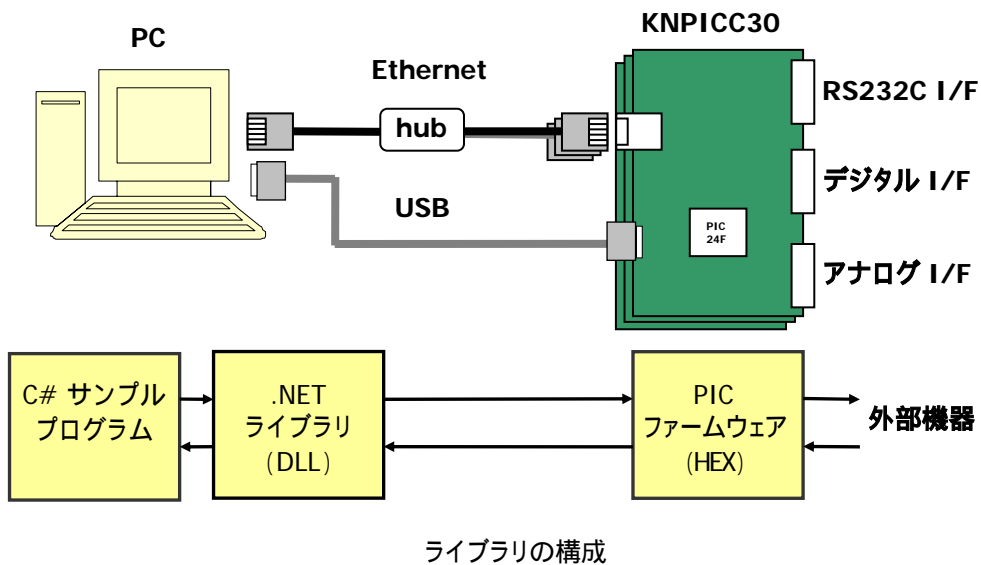 KNPICC30
PC
Ethernet
RS232C I/F
hub
デジタル I/F
USB
PIC
24F
アナログ I/F
C# サンプル
プログラム
.NET
ライブラリ
(DLL)
PIC
ファームウェア
(HEX)
外部機器
ライブラリの構成